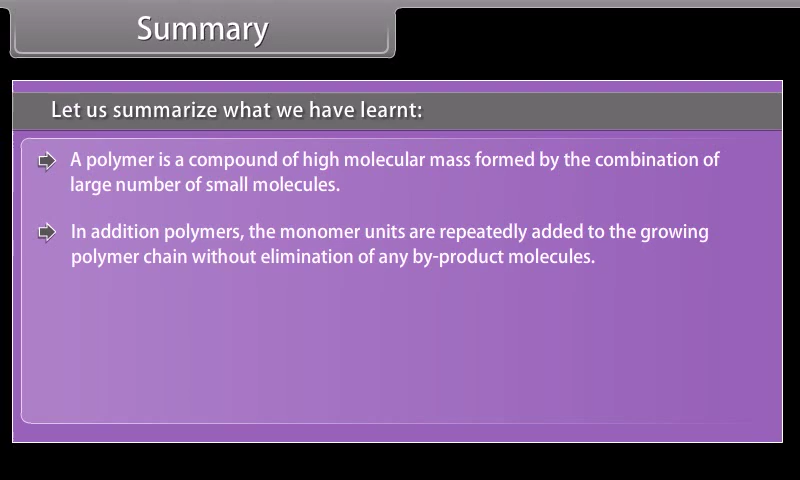 Summary
Let us summarize what we have learnt:
A polymer is a compound of high molecular mass formed by the combination of
large number of small molecules.
In addition polymers, the monomer units are repeatedly added to the growing
polymer chain without elimination of any by-product molecules.